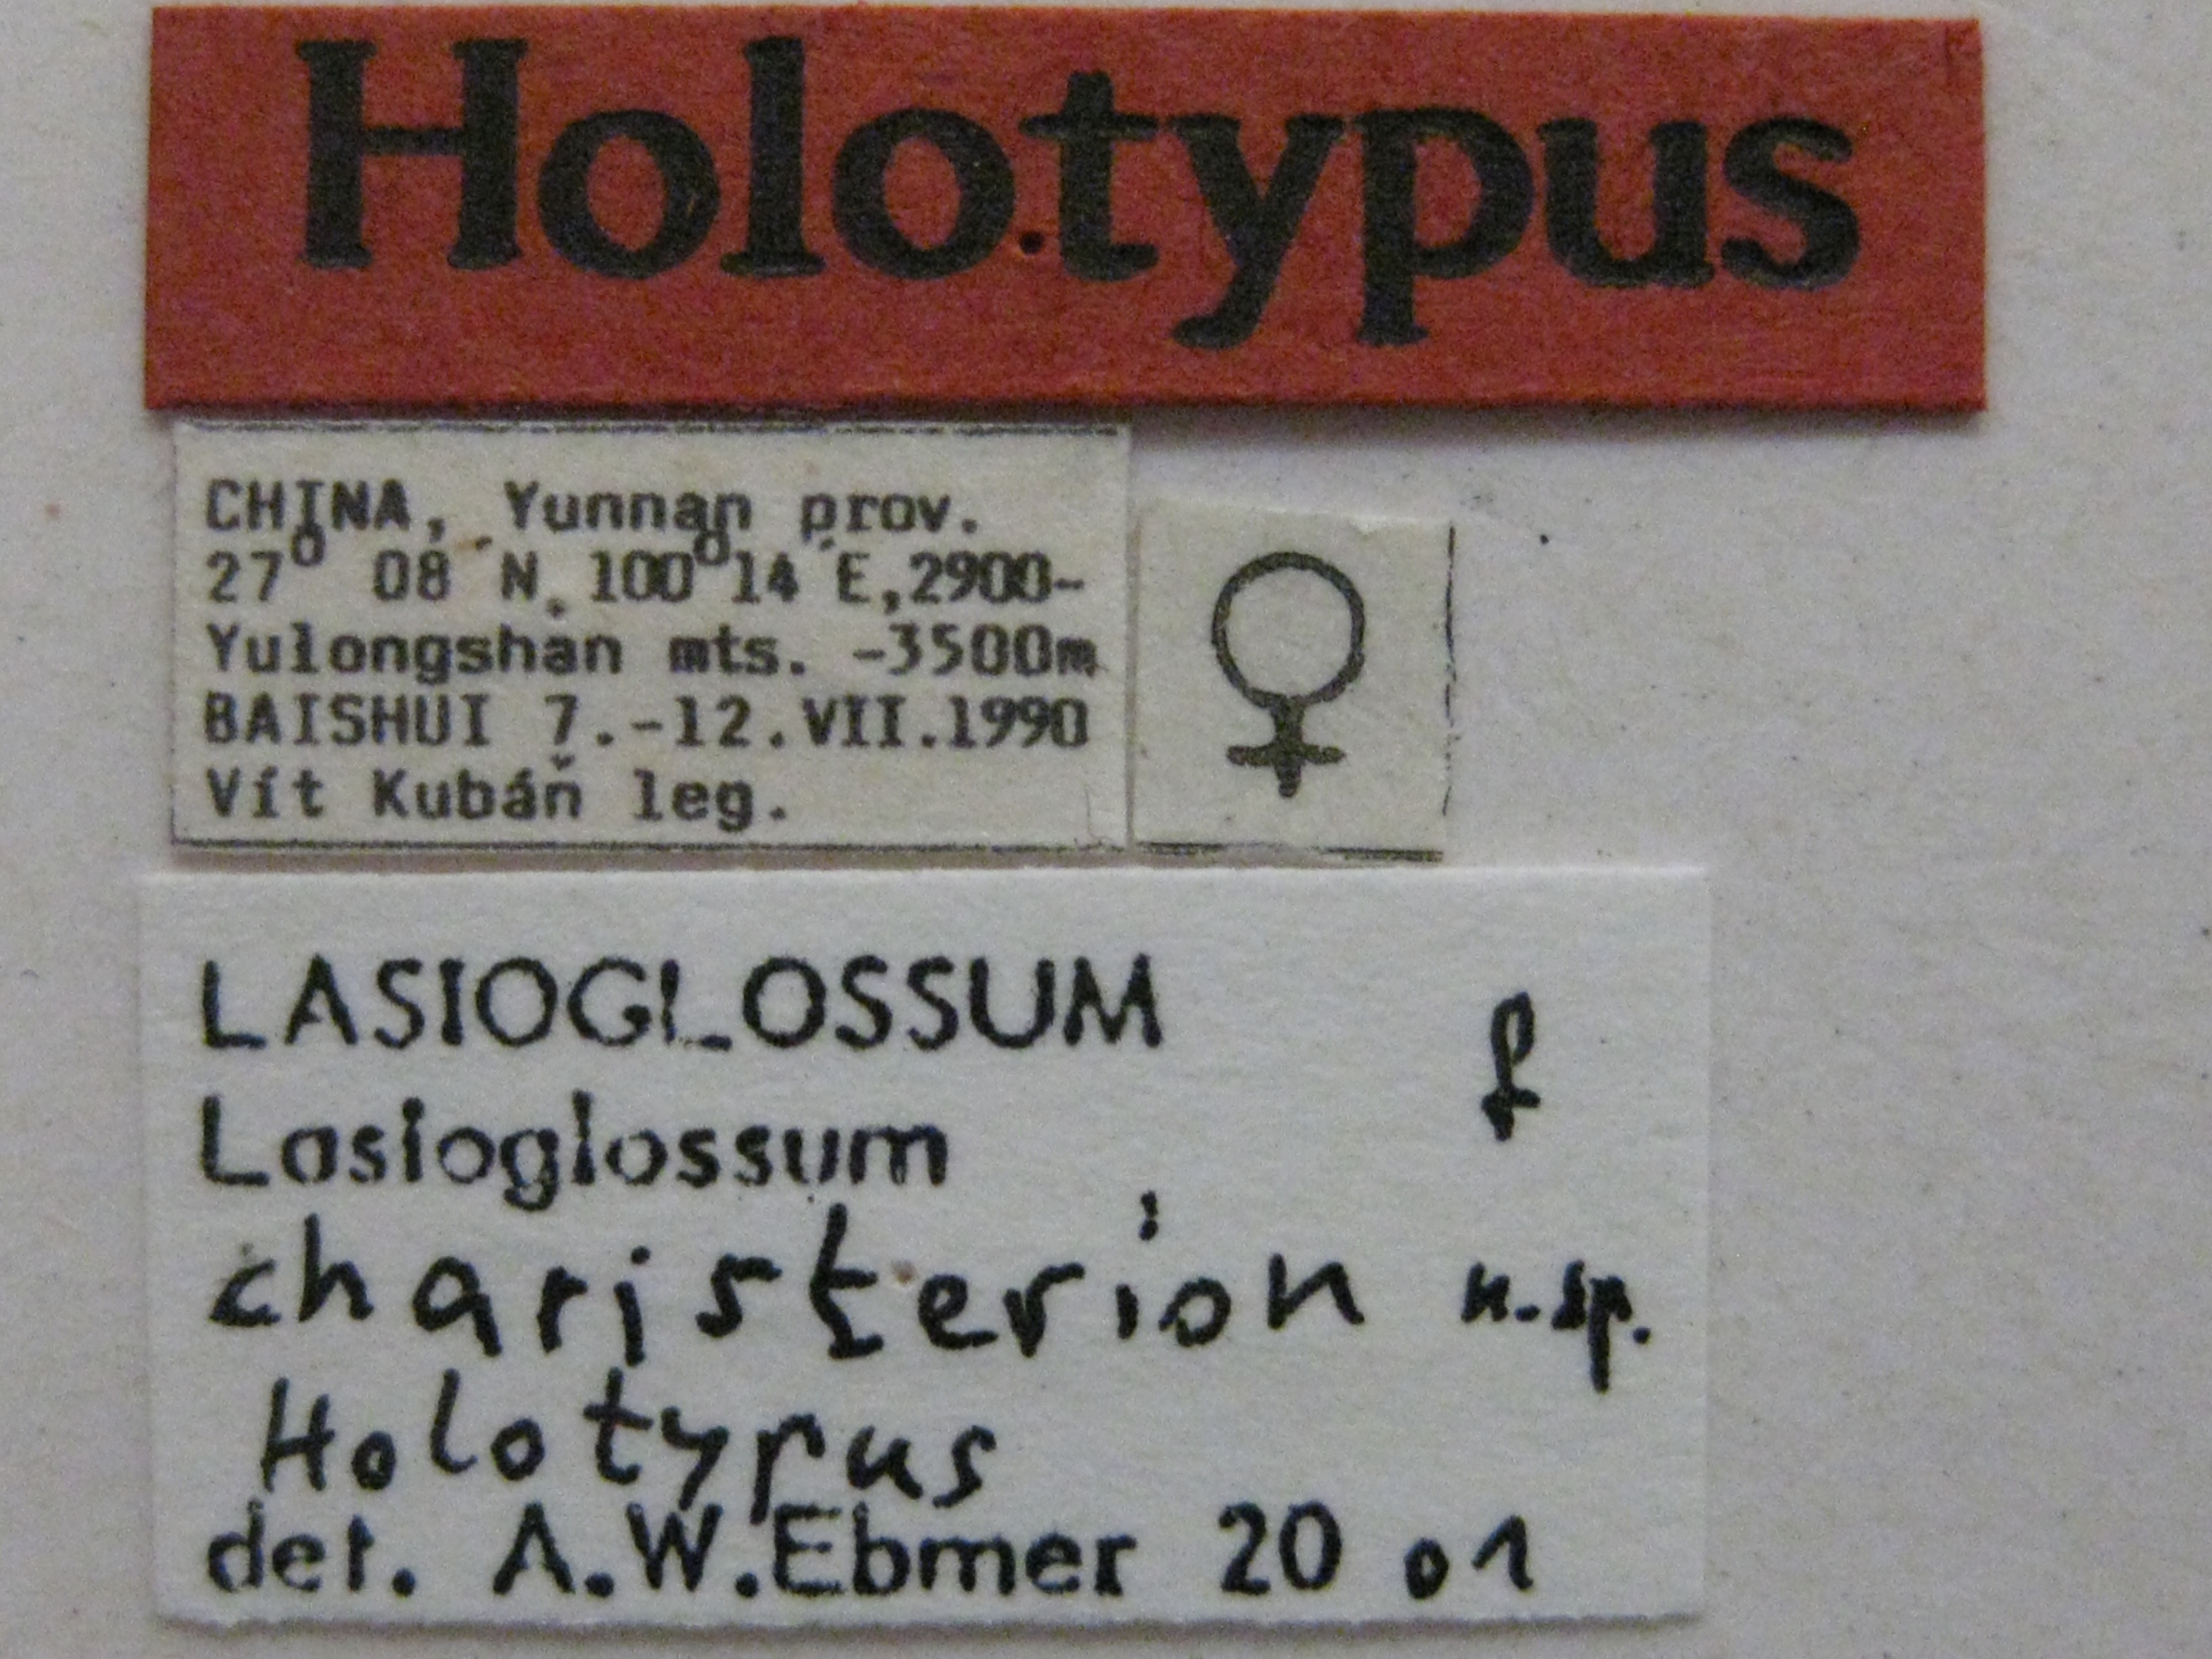 Holotypus
CHINA, Yunnan prov.
27° 08´N, 100°14´E,2900-
Yulongshan mts. -3500m
BAISHUI 7.-12.VII.1990
Vít Kubáň leg.
♀
LASIOGLOSSUM ♀
Lasioglossum
charisterion n.sp.
Holotypus
det. A.W.Ebmer 2001